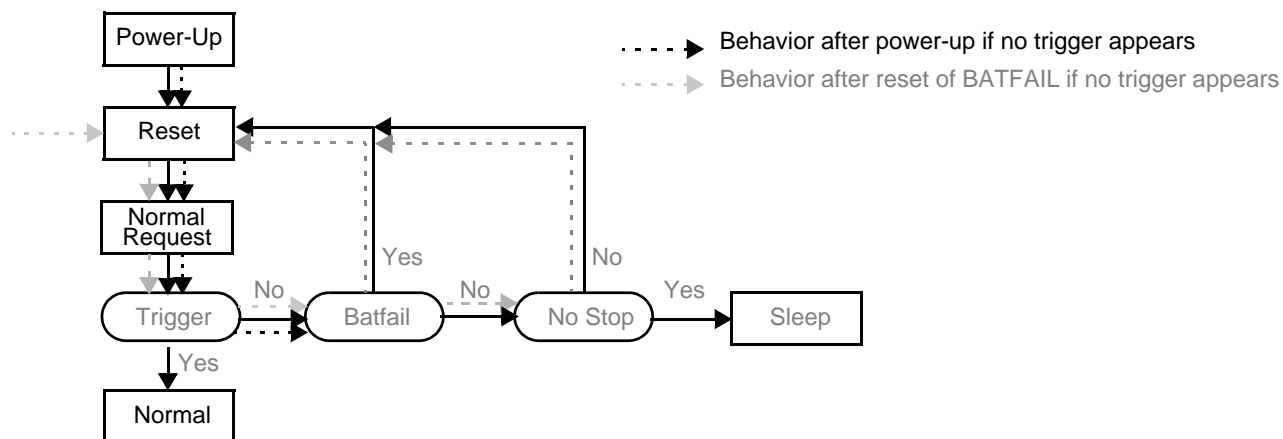 Power-Up
Behavior after power-up if no trigger appears
Behavior after reset of BATFAIL if no trigger appears
Reset
Normal
Request
Yes
No
No
No
Yes
Trigger
Batfail
No Stop
Sleep
Yes
Normal